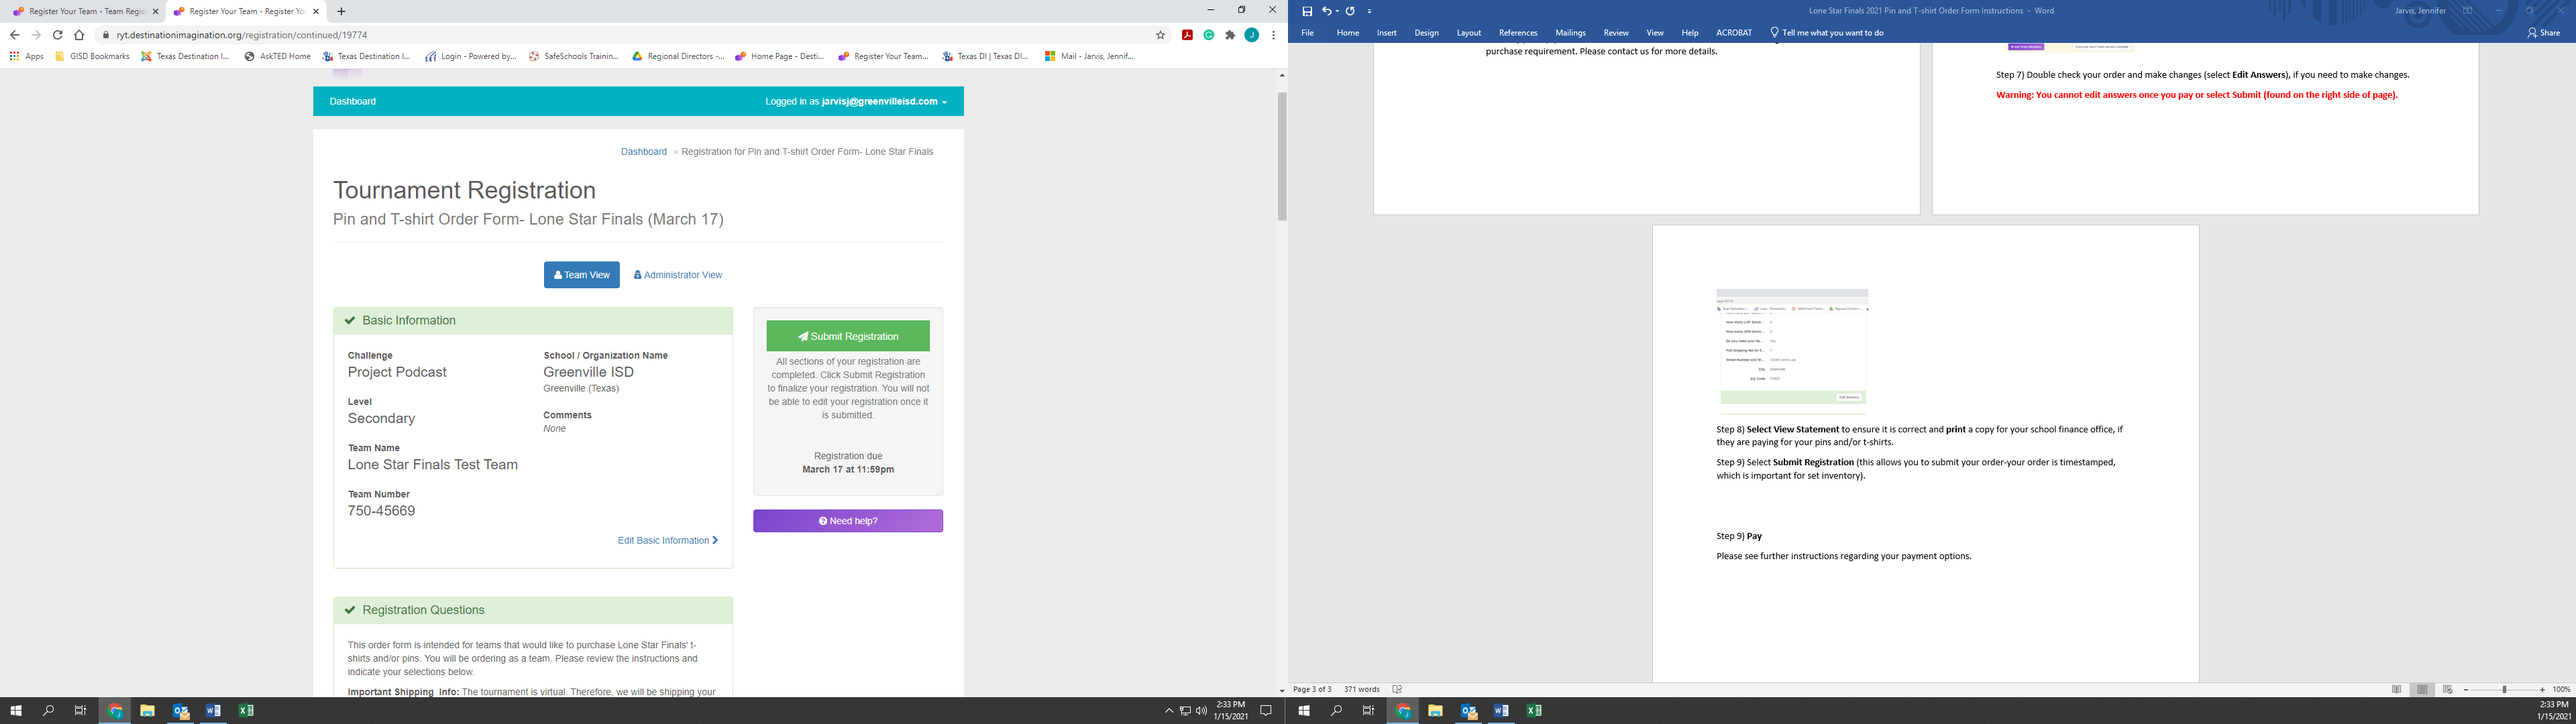 Register Your Team - Team Regist
Register Your Team - Register Yo
ryt.destinationimagination.org/registration/continued/19774
Apps
GISD Bookmarks
Texas Destination I...
AskTED Home
Texas Destination I...
Login - Powered by...
SafeSchools Trainin...
Regional Directors -...
Home Page - Desti...
Register Your Team...
Texas DI | Texas DI...
Mail - Jarvis, Jennif...
Dashboard
Logged in as jarvisj@greenvilleisd.com
Dashboard » Registration for Pin and T-shirt Order Form- Lone Star Finals
Tournament Registration
Pin and T-shirt Order Form- Lone Star Finals (March 17)
Team View
Administrator View
Basic Information
Challenge
Project Podcast
Level
Secondary
Team Name
Lone Star Finals Test Team
Team Number
750-45669
School / Organization Name
Greenville ISD
Greenville (Texas)
Comments
None
Edit Basic Information
Submit Registration
All sections of your registration are
completed. Click Submit Registration
to finalize your registration. You will not
be able to edit your registration once it
is submitted.
Registration due
March 17 at 11:59pm
Need help?
Registration Questions
This order form is intended for teams that would like to purchase Lone Star Finals' t-
shirts and/or pins. You will be ordering as a team. Please review the instructions and
indicate your selections below.
Important Shipping Info: The tournament is virtual. Therefore, we will be shipping your
2:33 PM
1/15/2021
Lone Star Finals 2021 Pin and T-shirt Order Form Instructions - Word
Jarvis, Jennifer
File
Home
Insert
Design
Layout
References
Mailings
Review
View
Help
ACROBAT
Tell me what you want to do
Share
purchase requirement. Please contact us for more details.
Step 7) Double check your order and make changes (select Edit Answers), if you need to make changes.
Warning: You cannot edit answers once you pay or select Submit (found on the right side of page).
Do you need your
City
Zip Code
Edit Answers
Step 8) Select View Statement to ensure it is correct and print a copy for your school finance office, if
they are paying for your pins and/or t-shirts.
Step 9) Select Submit Registration (this allows you to submit your order-your order is timestamped,
which is important for set inventory).
Step 9) Pay
Please see further instructions regarding your payment options.
Page 3 of 3
371 words
100%
2:33 PM
1/15/2021